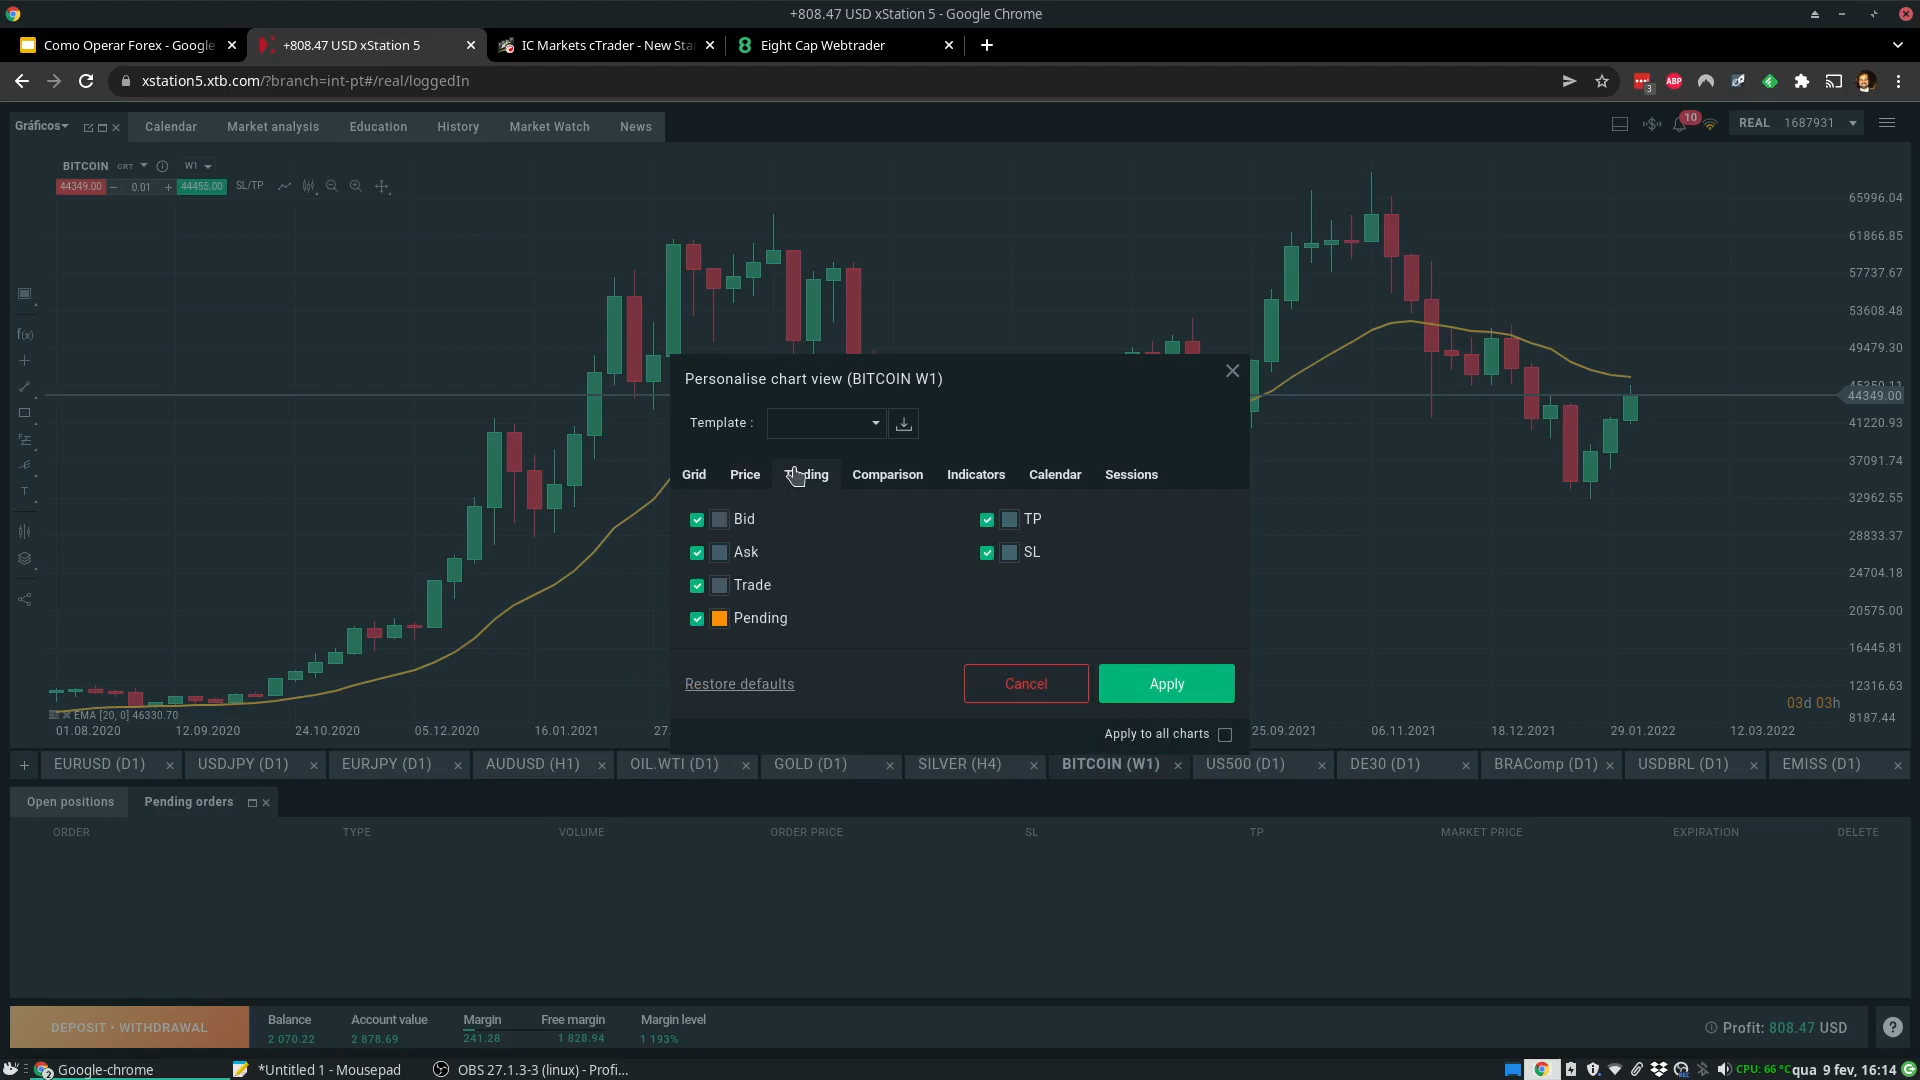 +808.47 USD xStation 5 - Google Chrome
Como Operar Forex - Google
+808.47 USD xStation 5
IC Markets cTrader - New Star
Eight Cap Webtrader
xstation5.xtb.com/?branch=int-pt#/real/loggedIn
3
ABP
Gráficos
Calendar
Market analysis
Education
History
Market Watch
News
10
REAL 1687931
BITCOIN CRT W1
44349.00 0.01 44455.00 SL/TP
65996.04
61866.85
57737.67
53608.48
49479.30
44349.00
41220.93
37091.74
32962.55
28833.37
24704.18
20575.00
16445.81
12316.63
8187.44
f(x)
T
Personalise chart view (BITCOIN W1)
Template :
Grid
Price
Trading
Comparison
Indicators
Calendar
Sessions
Bid
TP
Ask
SL
Trade
Pending
Restore defaults
Cancel
Apply
Apply to all charts
03d 03h
EMA [20, 0] 46330.70
01.08.2020
12.09.2020
24.10.2020
05.12.2020
16.01.2021
27.
25.09.2021
06.11.2021
18.12.2021
29.01.2022
12.03.2022
EURUSD (D1)
USDJPY (D1)
EURJPY (D1)
AUDUSD (H1)
OIL.WTI (D1)
GOLD (D1)
SILVER (H4)
BITCOIN (W1)
US500 (D1)
DE30 (D1)
BRAComp (D1)
USDBRL (D1)
EMISS (D1)
Open positions
Pending orders
ORDER
TYPE
VOLUME
ORDER PRICE
SL
TP
MARKET PRICE
EXPIRATION
DELETE
DEPOSIT • WITHDRAWAL
Balance
Account value
Margin
Free margin
Margin level
2 070.22
2 878.69
241.28
1 828.94
1 193%
Profit: 808.47 USD
?
2
Google-chrome
*Untitled 1 - Mousepad
OBS 27.1.3-3 (linux) - Profi...
CPU: 66 °C
qua 9 fev, 16:14